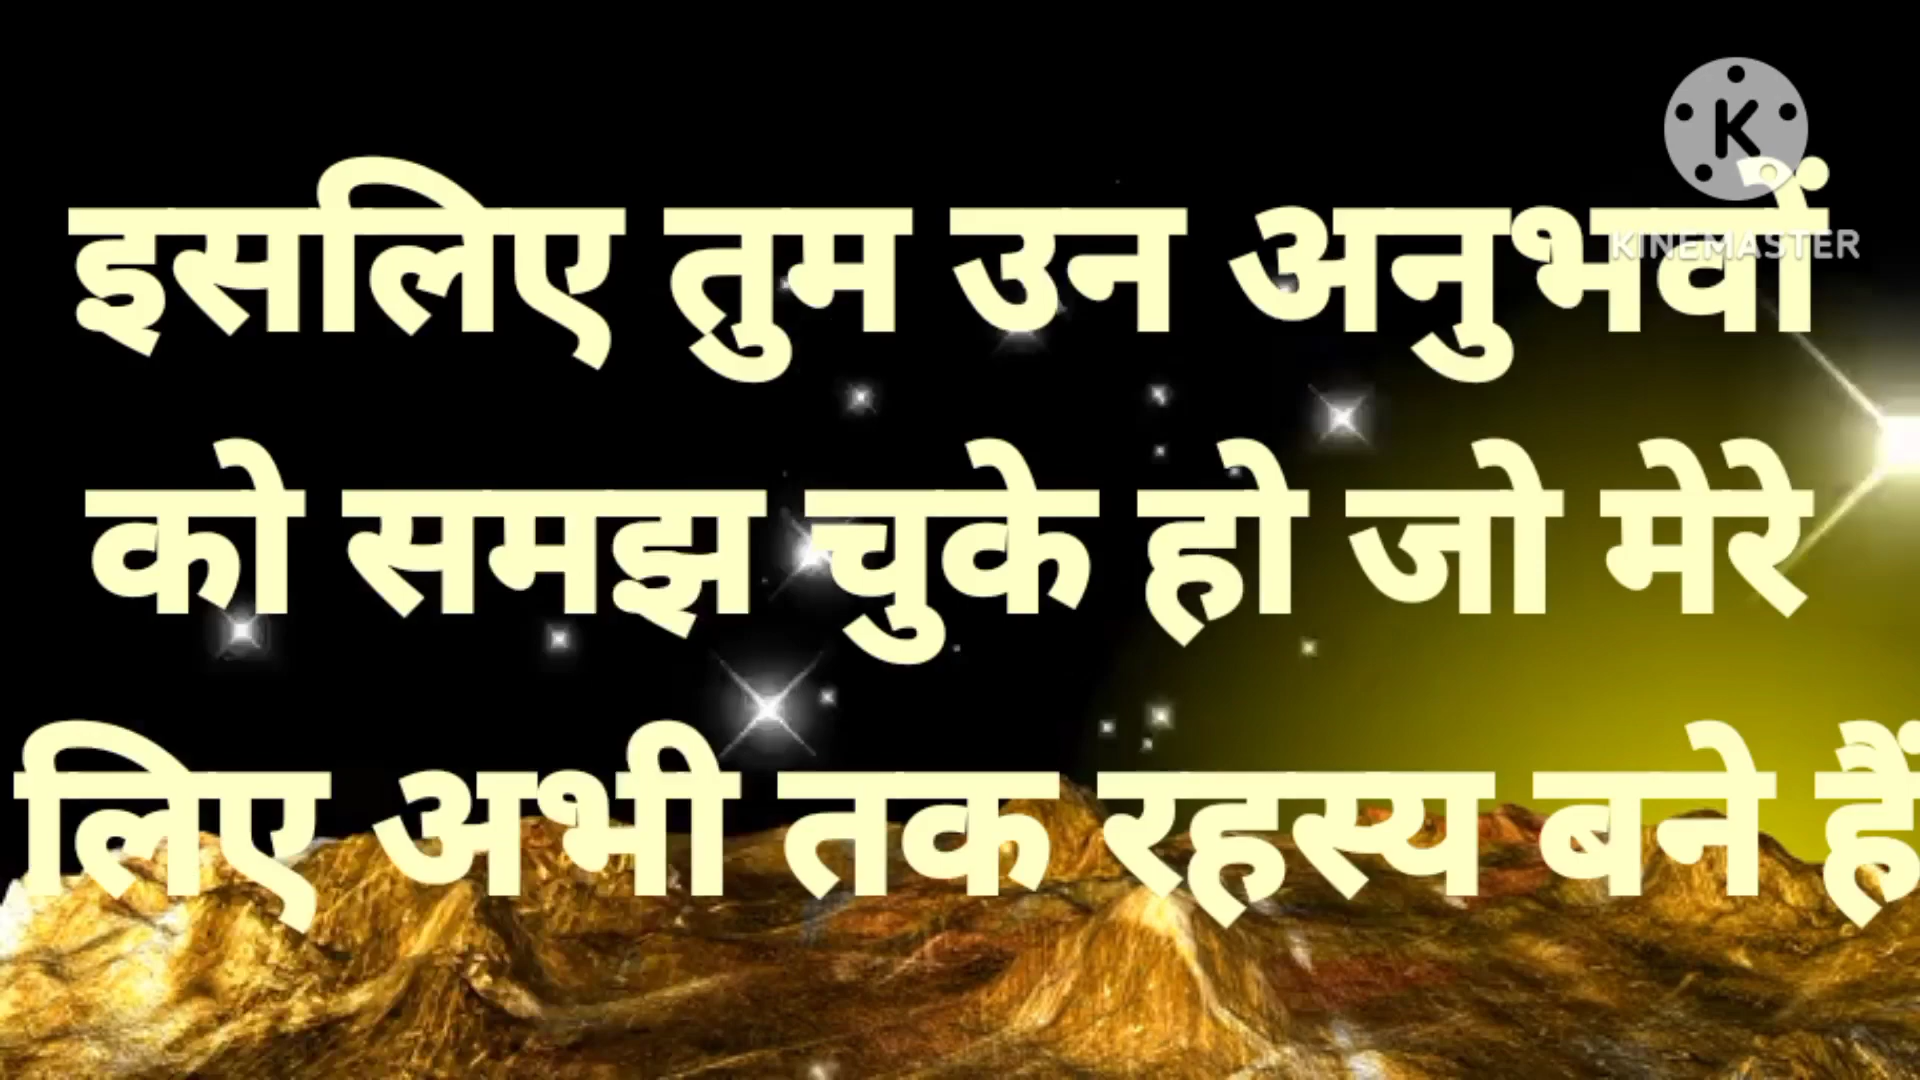 K
KINEMASTER
इसलिए तुम उन अनुभवों
को समझ चुके हो जो मेरे
लिए अभी तक रहस्य बने हैं